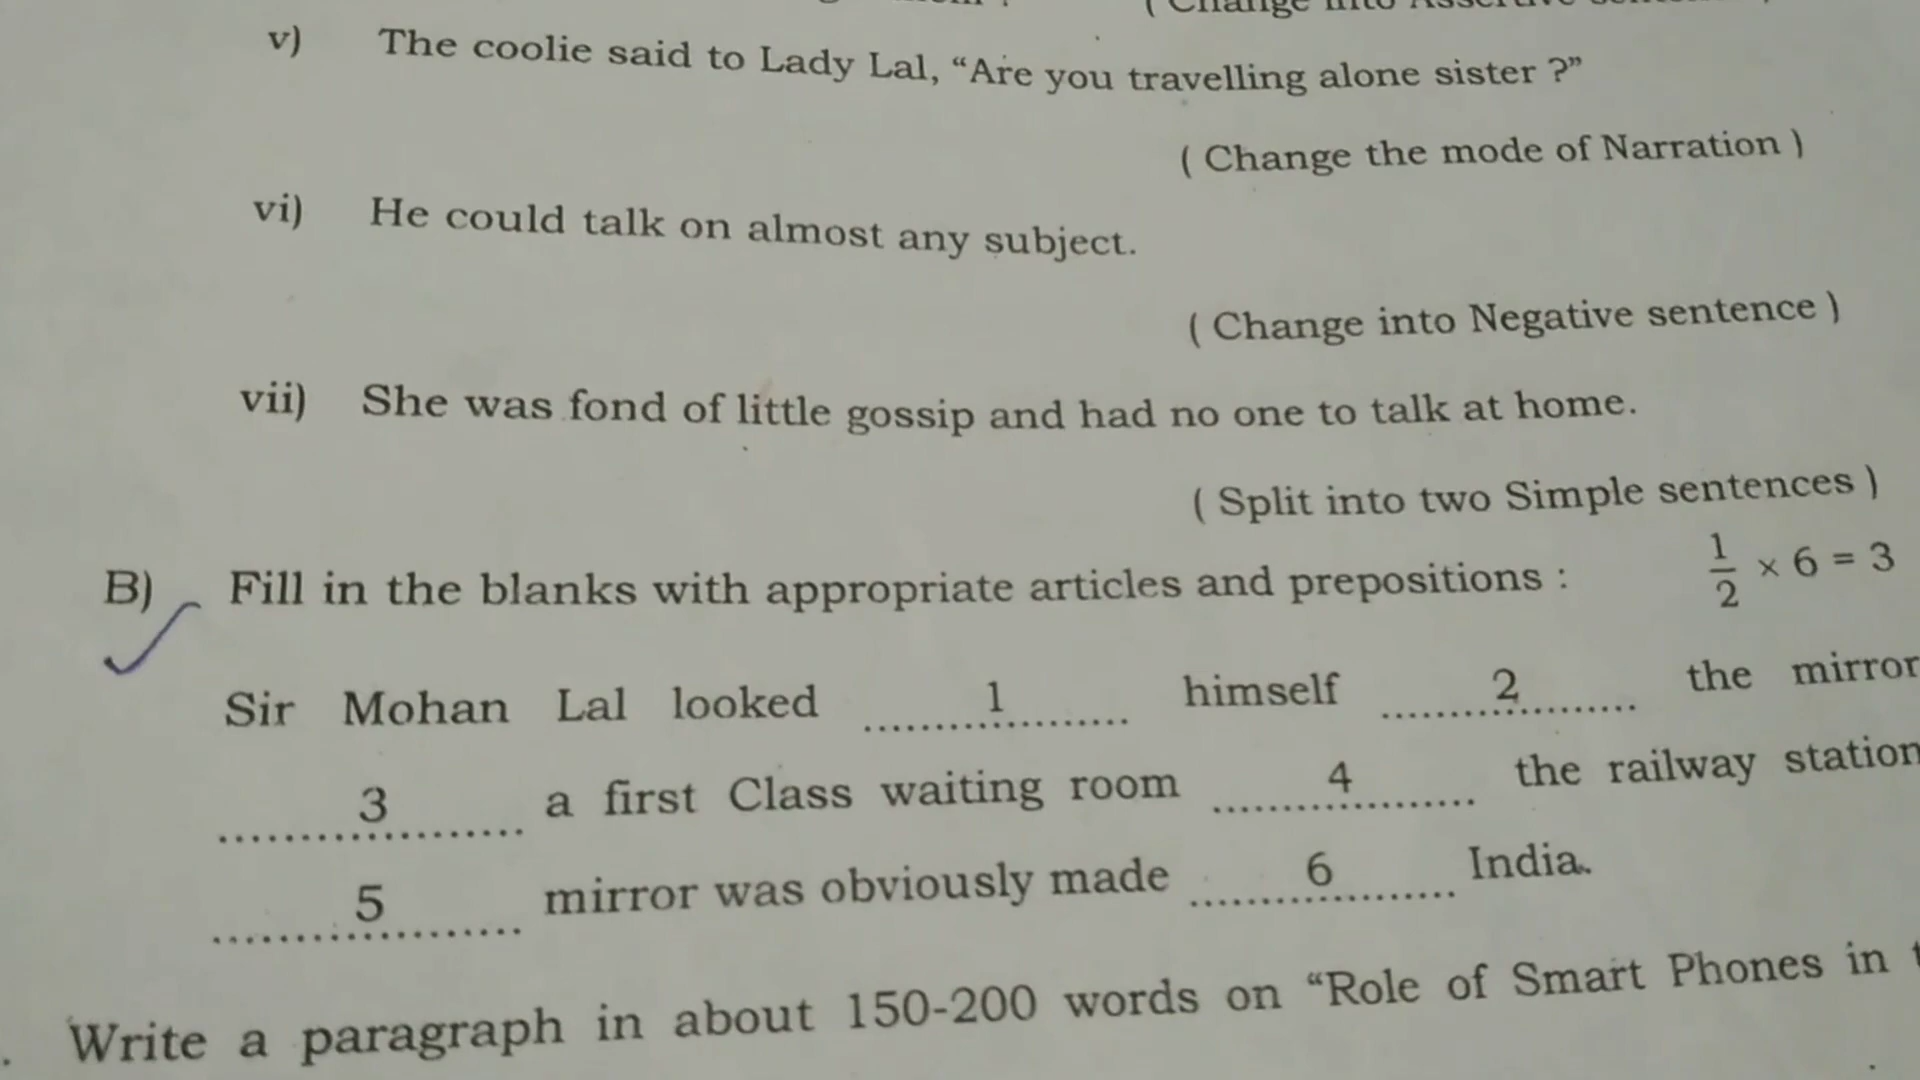 ( Change into Assertive
v) The coolie said to Lady Lal, “Are you travelling alone sister ?”
( Change the mode of Narration )
vi) He could talk on almost any subject.
( Change into Negative sentence )
vii) She was fond of little gossip and had no one to talk at home.
( Split into two Simple sentences )
B) Fill in the blanks with appropriate articles and prepositions : 1/2 × 6 = 3
Sir Mohan Lal looked ........1........ himself ........2........ the mirror
........3........ a first Class waiting room ........4........ the railway station
........5........ mirror was obviously made ........6........ India.
Write a paragraph in about 150-200 words on “Role of Smart Phones in